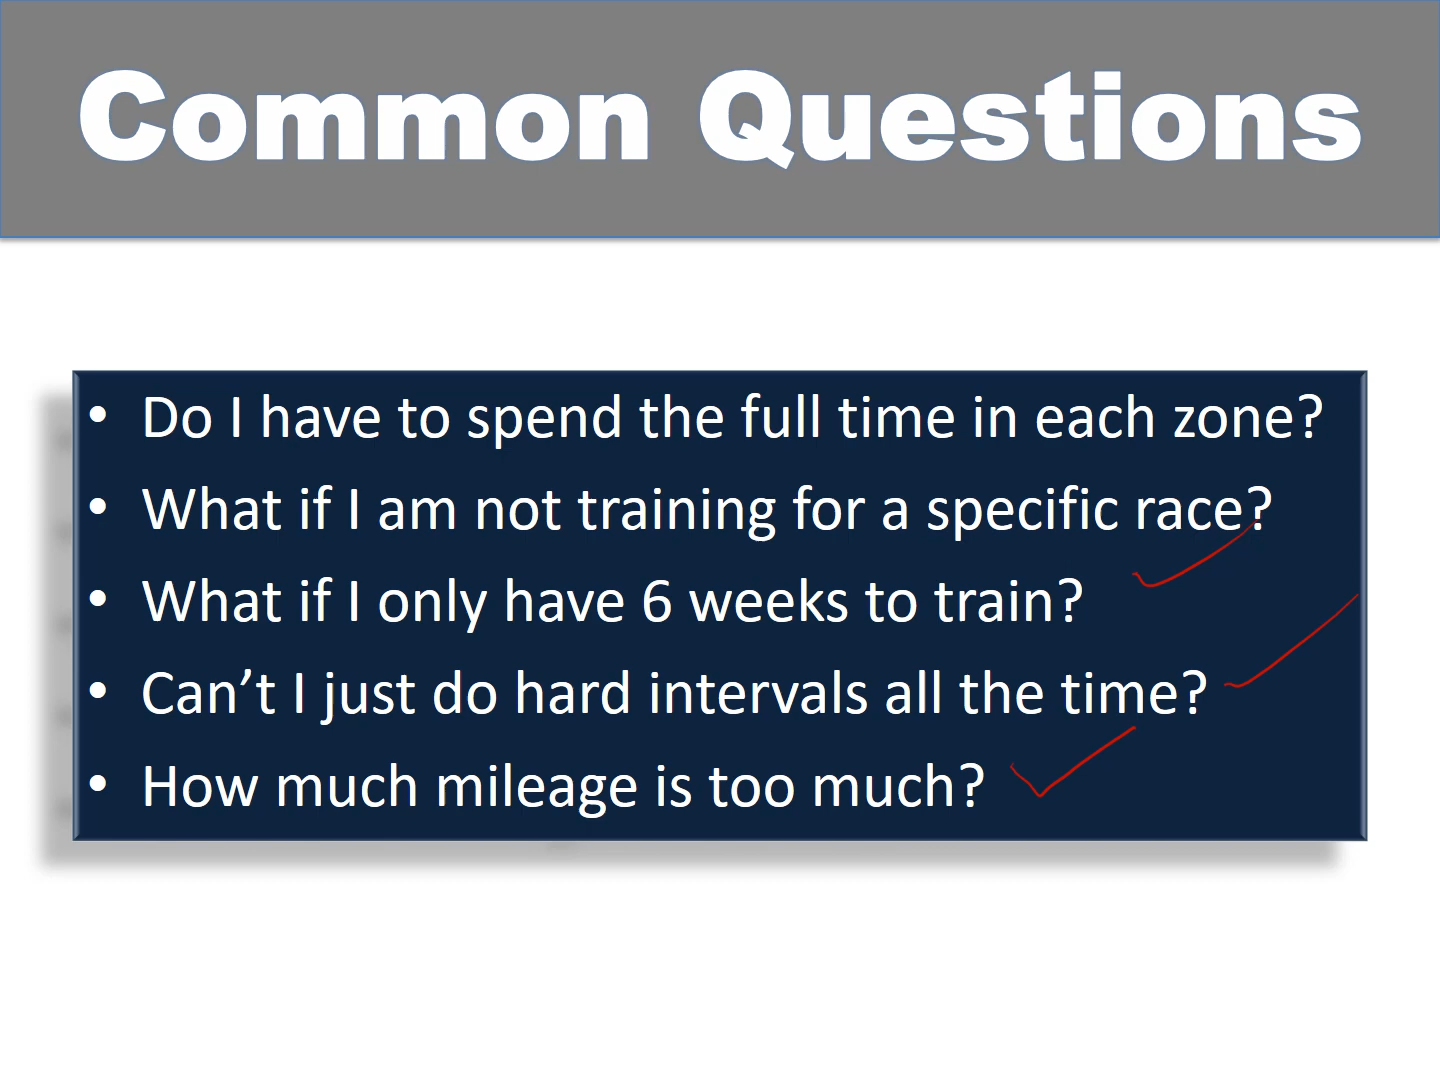 Common Questions
• Do I have to spend the full time in each zone?
• What if I am not training for a specific race?
• What if I only have 6 weeks to train?
• Can’t I just do hard intervals all the time?
• How much mileage is too much?